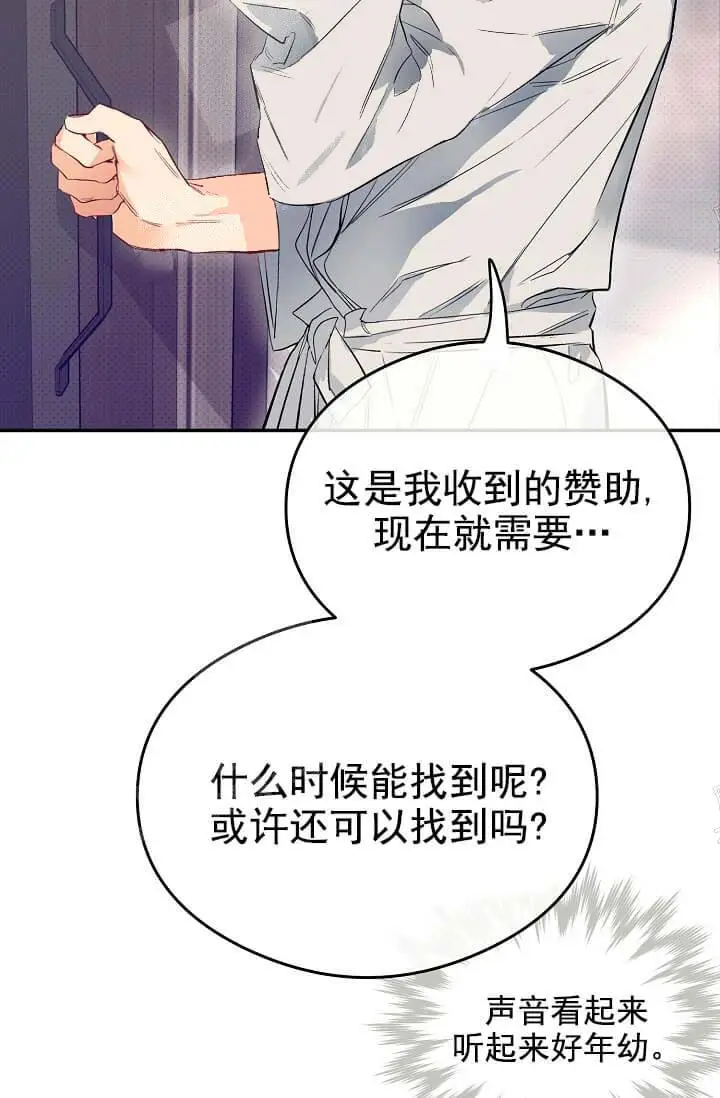 这是我收到的赞助,
现在就需要…
什么时候能找到呢?
或许还可以找到吗?
声音看起来
听起来好年幼。